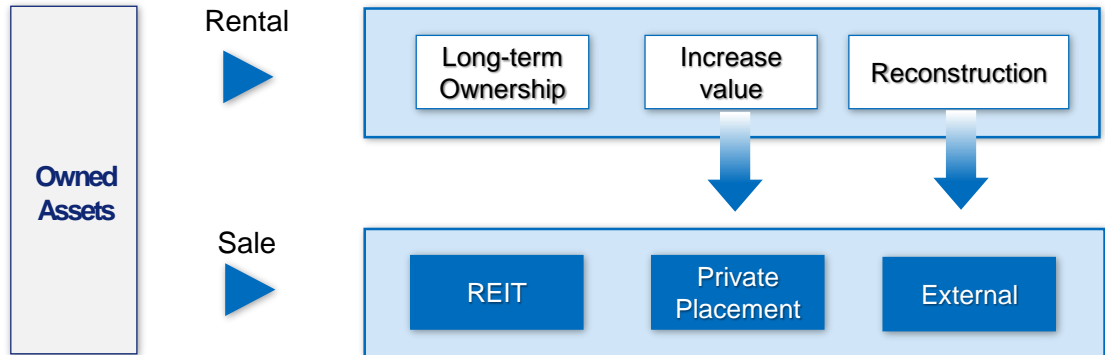 Rental
Long-term
Ownership
Increase
value
Reconstruction
Owned
Assets
Sale
REIT
Private
Placement
External